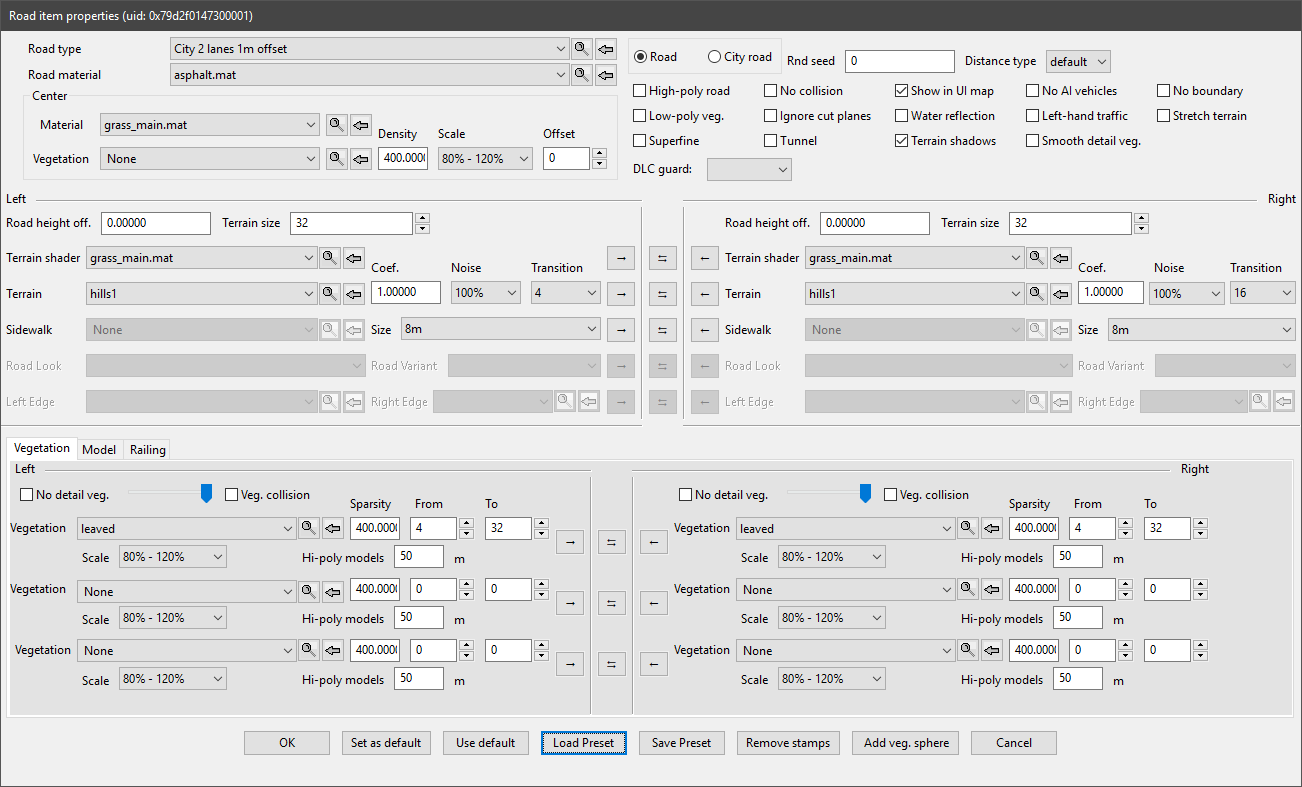 Road item properties (uid: 0x79d2f0147300001)
Road type City 2 lanes 1m offset
Road material asphalt.mat
Road City road Rnd seed 0 Distance type default
High-poly road No collision Show in UI map No AI vehicles No boundary
Low-poly veg. Ignore cut planes Water reflection Left-hand traffic Stretch terrain
Superfine Tunnel Terrain shadows Smooth detail veg.
DLC guard:
Center
Material grass_main.mat Density Scale Offset
Vegetation None 400.000 80% - 120% 0
Left
Road height off. 0.00000 Terrain size 32
Terrain shader grass_main.mat Coef. Noise Transition
Terrain hills1 1.00000 100% 4
Sidewalk None Size 8m
Road Look Road Variant
Left Edge Right Edge
Right
Road height off. 0.00000 Terrain size 32
Terrain shader grass_main.mat Coef. Noise Transition
Terrain hills1 1.00000 100% 16
Sidewalk None Size 8m
Road Look Road Variant
Left Edge Right Edge
Vegetation Model Railing
Left
No detail veg. Veg. collision Sparsity From To
Vegetation leaved 400.000 4 32
Scale 80% - 120% Hi-poly models 50 m
Vegetation None 400.000 0 0
Scale 80% - 120% Hi-poly models 50 m
Vegetation None 400.000 0 0
Scale 80% - 120% Hi-poly models 50 m
Right
No detail veg. Veg. collision Sparsity From To
Vegetation leaved 400.000 4 32
Scale 80% - 120% Hi-poly models 50 m
Vegetation None 400.000 0 0
Scale 80% - 120% Hi-poly models 50 m
Vegetation None 400.000 0 0
Scale 80% - 120% Hi-poly models 50 m
OK Set as default Use default Load Preset Save Preset Remove stamps Add veg. sphere Cancel